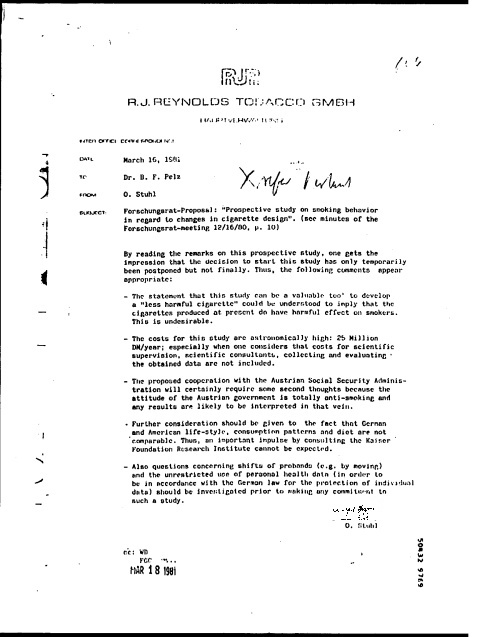 RJR
R.J. REYNOLDS TOBACCO GMBH
HAUPTVERWALTUNG
INTER OFFICE CORRESPONDENCE
DATE March 16, 1981
TO Dr. B. F. Pelz
FROM O. Stuhl
SUBJECT: Forschungsrat-Proposal: "Prospective study on smoking behavior
in regard to changes in cigarette design". (see minutes of the
Forschungsrat-meeting 12/16/80, p. 10)
By reading the remarks on this prospective study, one gets the
impression that the decision to start this study has only temporarily
been postponed but not finally. Thus, the following comments appear
appropriate:
- The statement that this study can be a valuable tool to develop
a "less harmful cigarette" could be understood to imply that the
cigarettes produced at present do have harmful effect on smokers.
This is undesirable.
- The costs for this study are astronomically high: 25 Million
DM/year; especially when one considers that costs for scientific
supervision, scientific consultants, collecting and evaluating
the obtained data are not included.
- The proposed cooperation with the Austrian Social Security Adminis-
tration will certainly require some second thoughts because the
attitude of the Austrian government is totally anti-smoking and
any results are likely to be interpreted in that vein.
- Further consideration should be given to the fact that German
and American life-style, consumption patterns and diet are not
comparable. Thus, an important impulse by consulting the Kaiser
Foundation Research Institute cannot be expected.
- Also questions concerning shifts of probands (e.g. by moving)
and the unrestricted use of personal health data (in order to
be in accordance with the German law for the protection of individual
data) should be investigated prior to making any commitment to
such a study.
O. Stuhl
cc: WD
FGC
MAR 18 1981
50432 9769